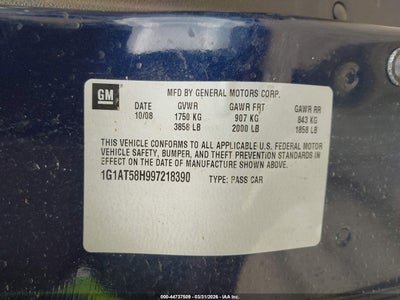 GM
MFD BY GENERAL MOTORS CORP.
DATE GVWR GAWR FRT GAWR RR
10/08 1750 KG 907 KG 843 KG
3858 LB 2000 LB 1858 LB
THIS VEHICLE CONFORMS TO ALL APPLICABLE U.S. FEDERAL MOTOR
VEHICLE SAFETY, BUMPER, AND THEFT PREVENTION STANDARDS IN
EFFECT ON THE DATE OF MANUFACTURE SHOWN ABOVE.
1G1AT58H997218390 TYPE: PASS CAR
000-44737509 - 03/31/2026 - IAA Inc.